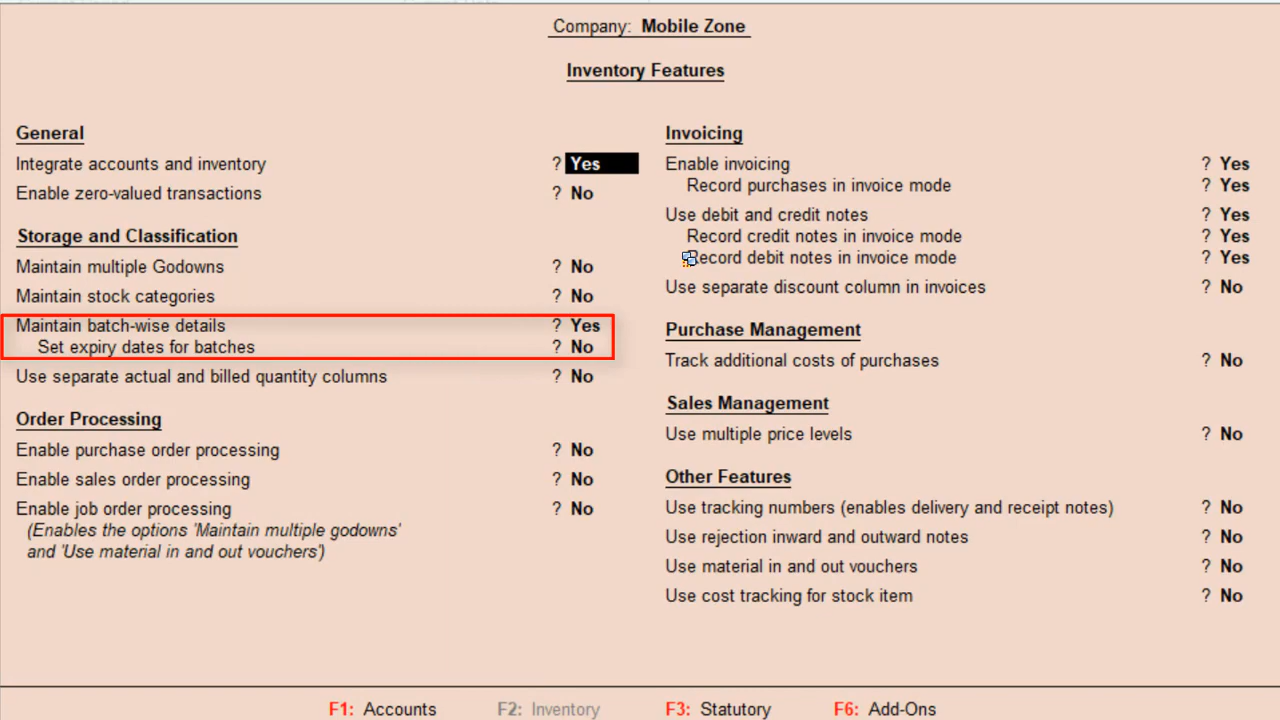 Company: Mobile Zone
Inventory Features
General
Integrate accounts and inventory ? Yes
Enable zero-valued transactions ? No
Storage and Classification
Maintain multiple Godowns ? No
Maintain stock categories ? No
Maintain batch-wise details ? Yes
Set expiry dates for batches ? No
Use separate actual and billed quantity columns ? No
Order Processing
Enable purchase order processing ? No
Enable sales order processing ? No
Enable job order processing ? No
(Enables the options 'Maintain multiple godowns'
and 'Use material in and out vouchers')
Invoicing
Enable invoicing ? Yes
Record purchases in invoice mode ? Yes
Use debit and credit notes ? Yes
Record credit notes in invoice mode ? Yes
Record debit notes in invoice mode ? Yes
Use separate discount column in invoices ? No
Purchase Management
Track additional costs of purchases ? No
Sales Management
Use multiple price levels ? No
Other Features
Use tracking numbers (enables delivery and receipt notes) ? No
Use rejection inward and outward notes ? No
Use material in and out vouchers ? No
Use cost tracking for stock item ? No
F1: Accounts F2: Inventory F3: Statutory F6: Add-Ons